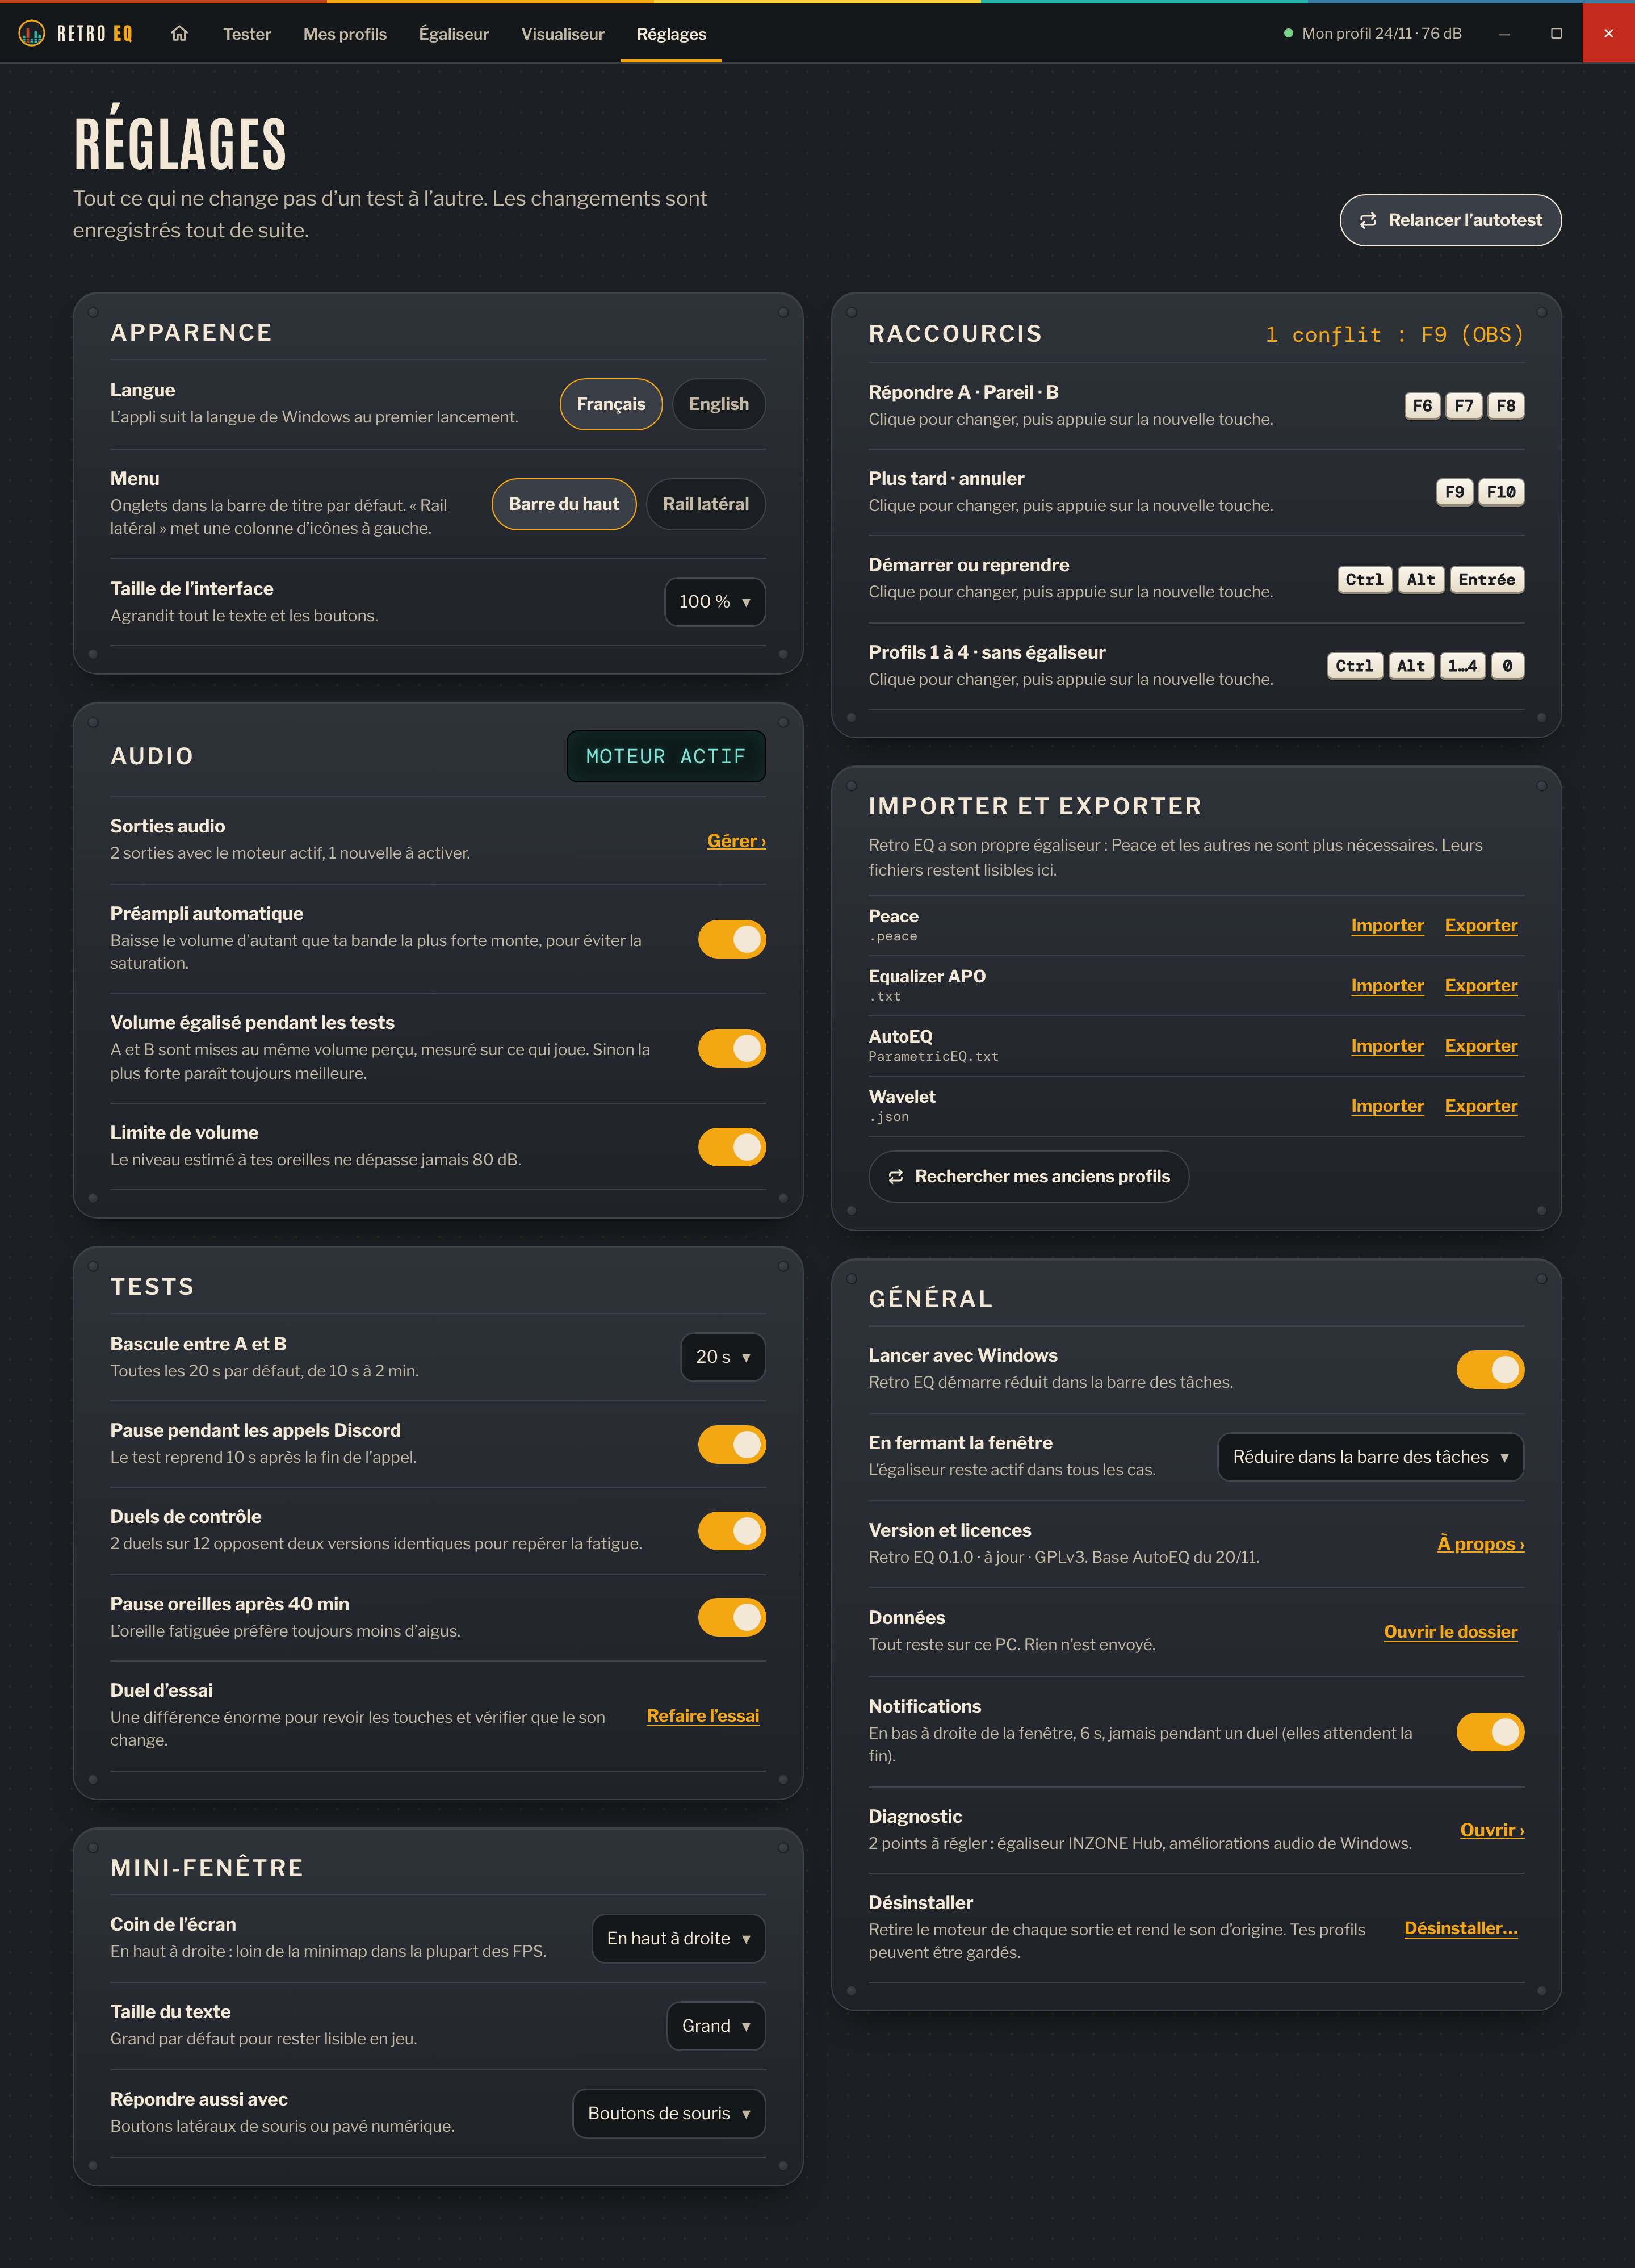 RETRO EQ
Tester
Mes profils
Égaliseur
Visualiseur
Réglages
Mon profil 24/11 · 76 dB
RÉGLAGES
Tout ce qui ne change pas d’un test à l’autre. Les changements sont
enregistrés tout de suite.
Relancer l’autotest
APPARENCE
Langue
L’appli suit la langue de Windows au premier lancement.
Français
English
Menu
Onglets dans la barre de titre par défaut. « Rail
latéral » met une colonne d’icônes à gauche.
Barre du haut
Rail latéral
Taille de l’interface
Agrandit tout le texte et les boutons.
100 % ▾
AUDIO
MOTEUR ACTIF
Sorties audio
2 sorties avec le moteur actif, 1 nouvelle à activer.
Gérer ›
Préampli automatique
Baisse le volume d’autant que ta bande la plus forte monte, pour éviter la
saturation.
Volume égalisé pendant les tests
A et B sont mises au même volume perçu, mesuré sur ce qui joue. Sinon la
plus forte paraît toujours meilleure.
Limite de volume
Le niveau estimé à tes oreilles ne dépasse jamais 80 dB.
TESTS
Bascule entre A et B
Toutes les 20 s par défaut, de 10 s à 2 min.
20 s ▾
Pause pendant les appels Discord
Le test reprend 10 s après la fin de l’appel.
Duels de contrôle
2 duels sur 12 opposent deux versions identiques pour repérer la fatigue.
Pause oreilles après 40 min
L’oreille fatiguée préfère toujours moins d’aigus.
Duel d’essai
Une différence énorme pour revoir les touches et vérifier que le son
change.
Refaire l’essai
MINI-FENÊTRE
Coin de l’écran
En haut à droite : loin de la minimap dans la plupart des FPS.
En haut à droite ▾
Taille du texte
Grand par défaut pour rester lisible en jeu.
Grand ▾
Répondre aussi avec
Boutons latéraux de souris ou pavé numérique.
Boutons de souris ▾
RACCOURCIS
1 conflit : F9 (OBS)
Répondre A · Pareil · B
Clique pour changer, puis appuie sur la nouvelle touche.
F6 F7 F8
Plus tard · annuler
Clique pour changer, puis appuie sur la nouvelle touche.
F9 F10
Démarrer ou reprendre
Clique pour changer, puis appuie sur la nouvelle touche.
Ctrl Alt Entrée
Profils 1 à 4 · sans égaliseur
Clique pour changer, puis appuie sur la nouvelle touche.
Ctrl Alt 1…4 0
IMPORTER ET EXPORTER
Retro EQ a son propre égaliseur : Peace et les autres ne sont plus nécessaires. Leurs
fichiers restent lisibles ici.
Peace
.peace
Importer Exporter
Equalizer APO
.txt
Importer Exporter
AutoEQ
ParametricEQ.txt
Importer Exporter
Wavelet
.json
Importer Exporter
Rechercher mes anciens profils
GÉNÉRAL
Lancer avec Windows
Retro EQ démarre réduit dans la barre des tâches.
En fermant la fenêtre
L’égaliseur reste actif dans tous les cas.
Réduire dans la barre des tâches ▾
Version et licences
Retro EQ 0.1.0 · à jour · GPLv3. Base AutoEQ du 20/11.
À propos ›
Données
Tout reste sur ce PC. Rien n’est envoyé.
Ouvrir le dossier
Notifications
En bas à droite de la fenêtre, 6 s, jamais pendant un duel (elles attendent la
fin).
Diagnostic
2 points à régler : égaliseur INZONE Hub, améliorations audio de Windows.
Ouvrir ›
Désinstaller
Retire le moteur de chaque sortie et rend le son d’origine. Tes profils
peuvent être gardés.
Désinstaller…